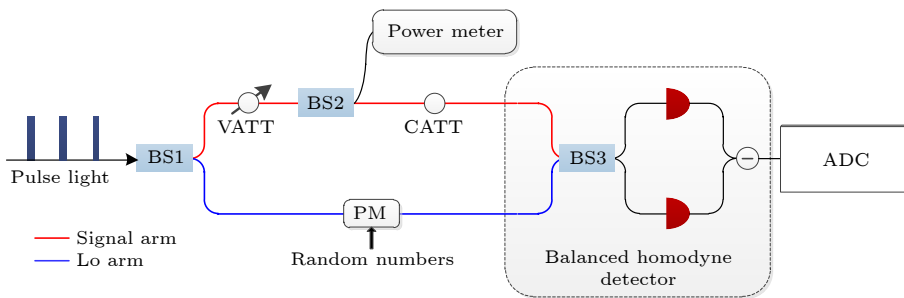 Power meter
BS2
VATT
CATT
BS1
Pulse light
BS3
−
ADC
PM
Random numbers
Signal arm
Lo arm
Balanced homodyne
detector